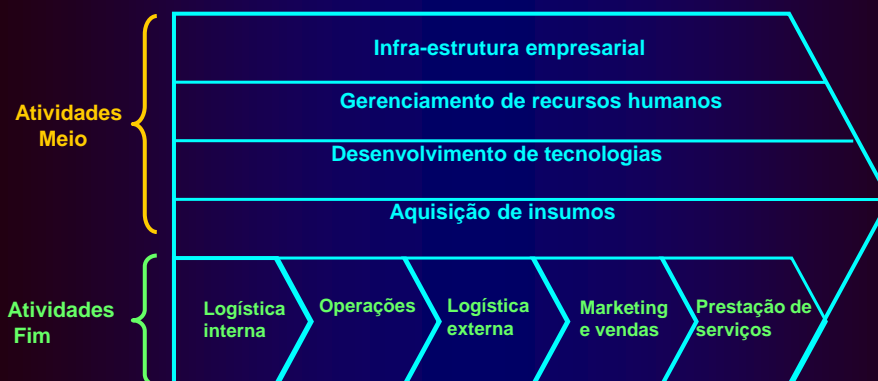 Infra-estrutura empresarial
Gerenciamento de recursos humanos
Desenvolvimento de tecnologias
Aquisição de insumos
Atividades
Meio
Atividades
Fim
Logística
interna
Operações
Logística
externa
Marketing
e vendas
Prestação de
serviços